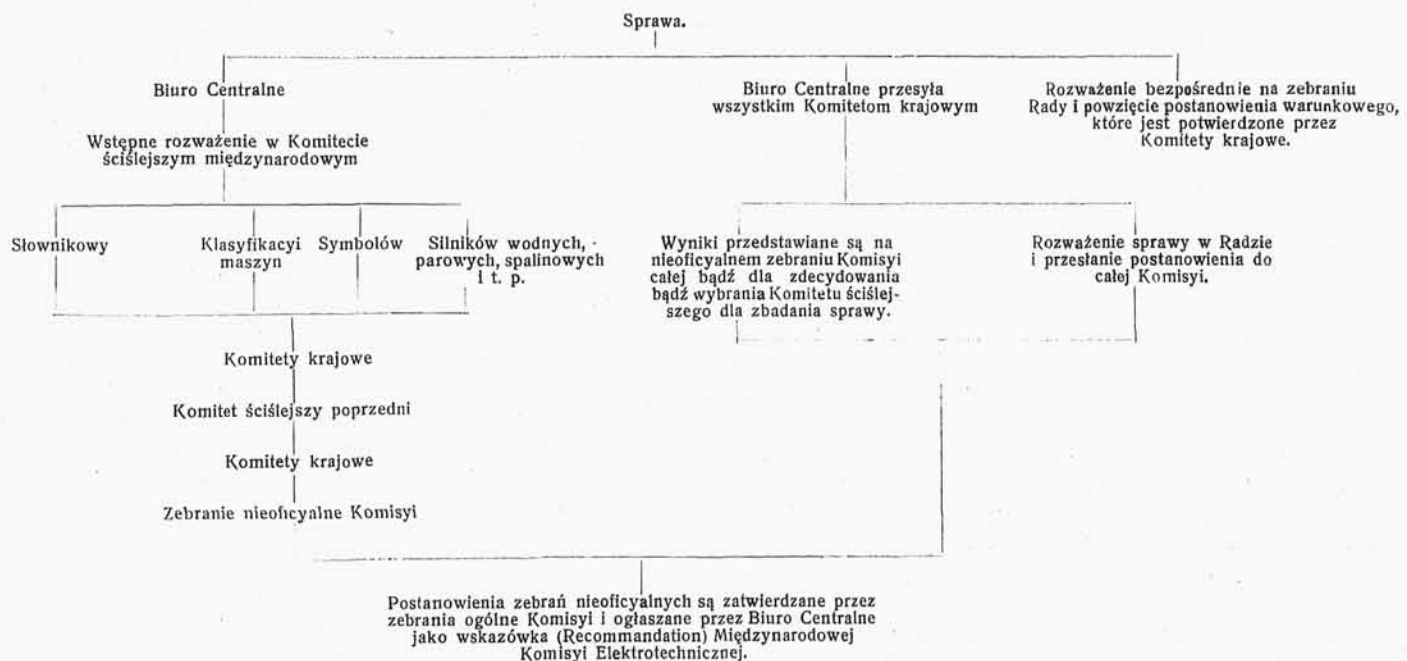 Sprawa.
Biuro Centralne
Wstępne rozważenie w Komitecie
ściślejszym międzynarodowym
Słownikowy
Klasyfikacyi
maszyn
Symbolów
Silników wodnych,
parowych, spalinowych
i t. p.
Komitety krajowe
Komitet ściślejszy poprzedni
Komitety krajowe
Zebranie nieoficyalne Komisyi
Biuro Centralne przesyła
wszystkim Komitetom krajowym
Wyniki przedstawiane są na
nieoficyalnem zebraniu Komisyi
całej bądź dla zdecydowania
bądź wybrania Komitetu ściślej-
szego dla zbadania sprawy.
Rozważenie sprawy w Radzie
i przesłanie postanowienia do
całej Komisyi.
Rozważenie bezpośrednie na zebraniu
Rady i powzięcie postanowienia warunkowego,
które jest potwierdzone przez
Komitety krajowe.
Postanowienia zebrań nieoficyalnych są zatwierdzane przez
zebrania ogólne Komisyi i ogłaszane przez Biuro Centralne
jako wskazówka (Recommandation) Międzynarodowej
Komisyi Elektrotechnicznej.